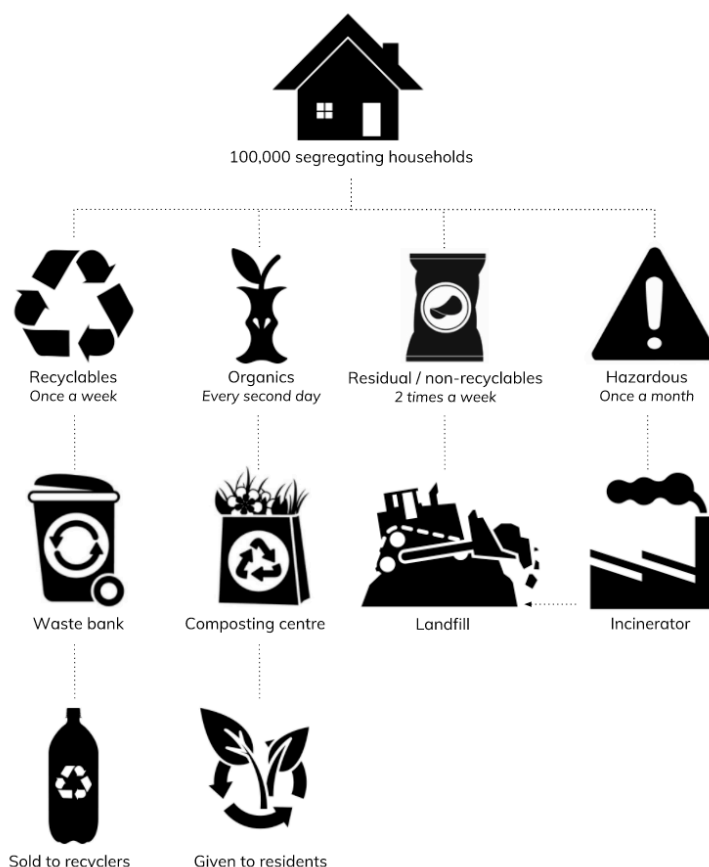 100,000 segregating households
Recyclables
Once a week
Organics
Every second day
Residual / non-recyclables
2 times a week
Hazardous
Once a month
Waste bank
Composting centre
Landfill
Incinerator
Sold to recyclers
Given to residents